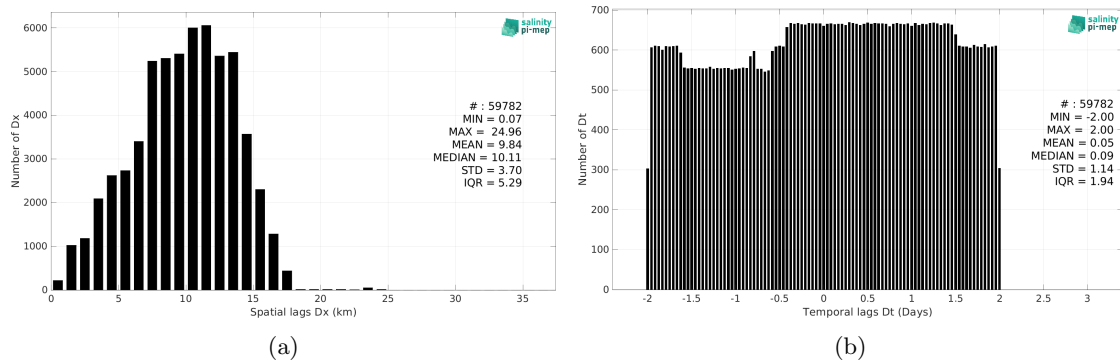 6000
5000
4000
3000
2000
1000
0
Number of Dx
0 5 10 15 20 25 30 35
Spatial lags Dx (km)
salinity
pi-mep
# : 59782
MIN = 0.07
MAX = 24.96
MEAN = 9.84
MEDIAN = 10.11
STD = 3.70
IQR = 5.29
(a)
700
600
500
400
300
200
100
0
Number of Dt
-2 -1.5 -1 -0.5 0 0.5 1 1.5 2 2.5 3
Temporal lags Dt (Days)
salinity
pi-mep
# : 59782
MIN = -2.00
MAX = 2.00
MEAN = 0.05
MEDIAN = 0.09
STD = 1.14
IQR = 1.94
(b)